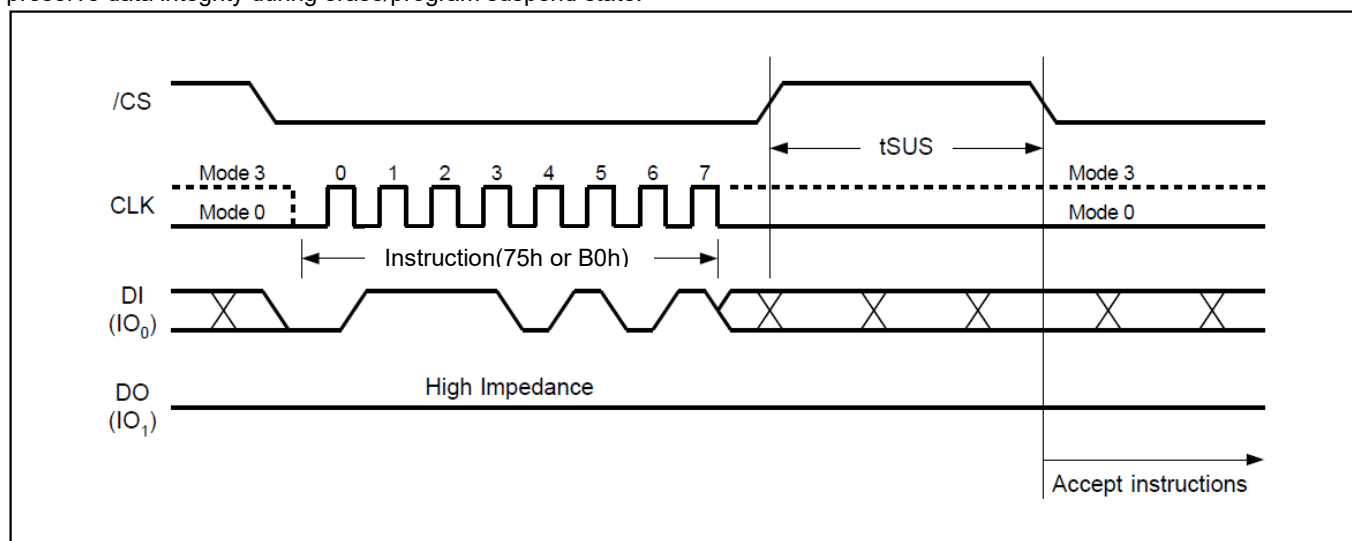 preserve data integrity during erase/program suspend state.
/CS
tSUS
Mode 3 0 1 2 3 4 5 6 7 Mode 3
CLK
Mode 0 Mode 0
Instruction(75h or B0h)
DI
(IO0)
High Impedance
DO
(IO1)
Accept instructions